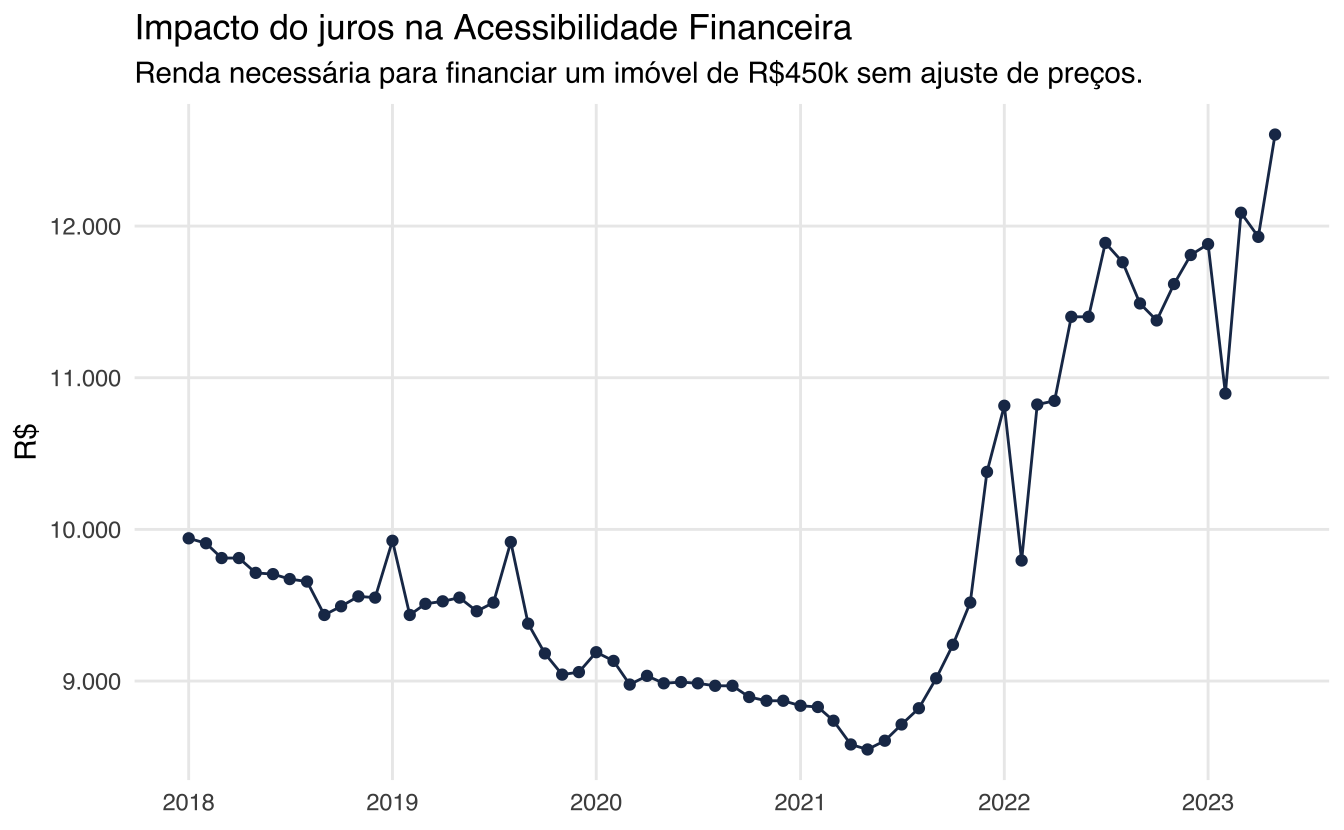 Impacto do juros na Acessibilidade Financeira
Renda necessária para financiar um imóvel de R$450k sem ajuste de preços.
12.000
11.000
R$
10.000
9.000
2018 2019 2020 2021 2022 2023